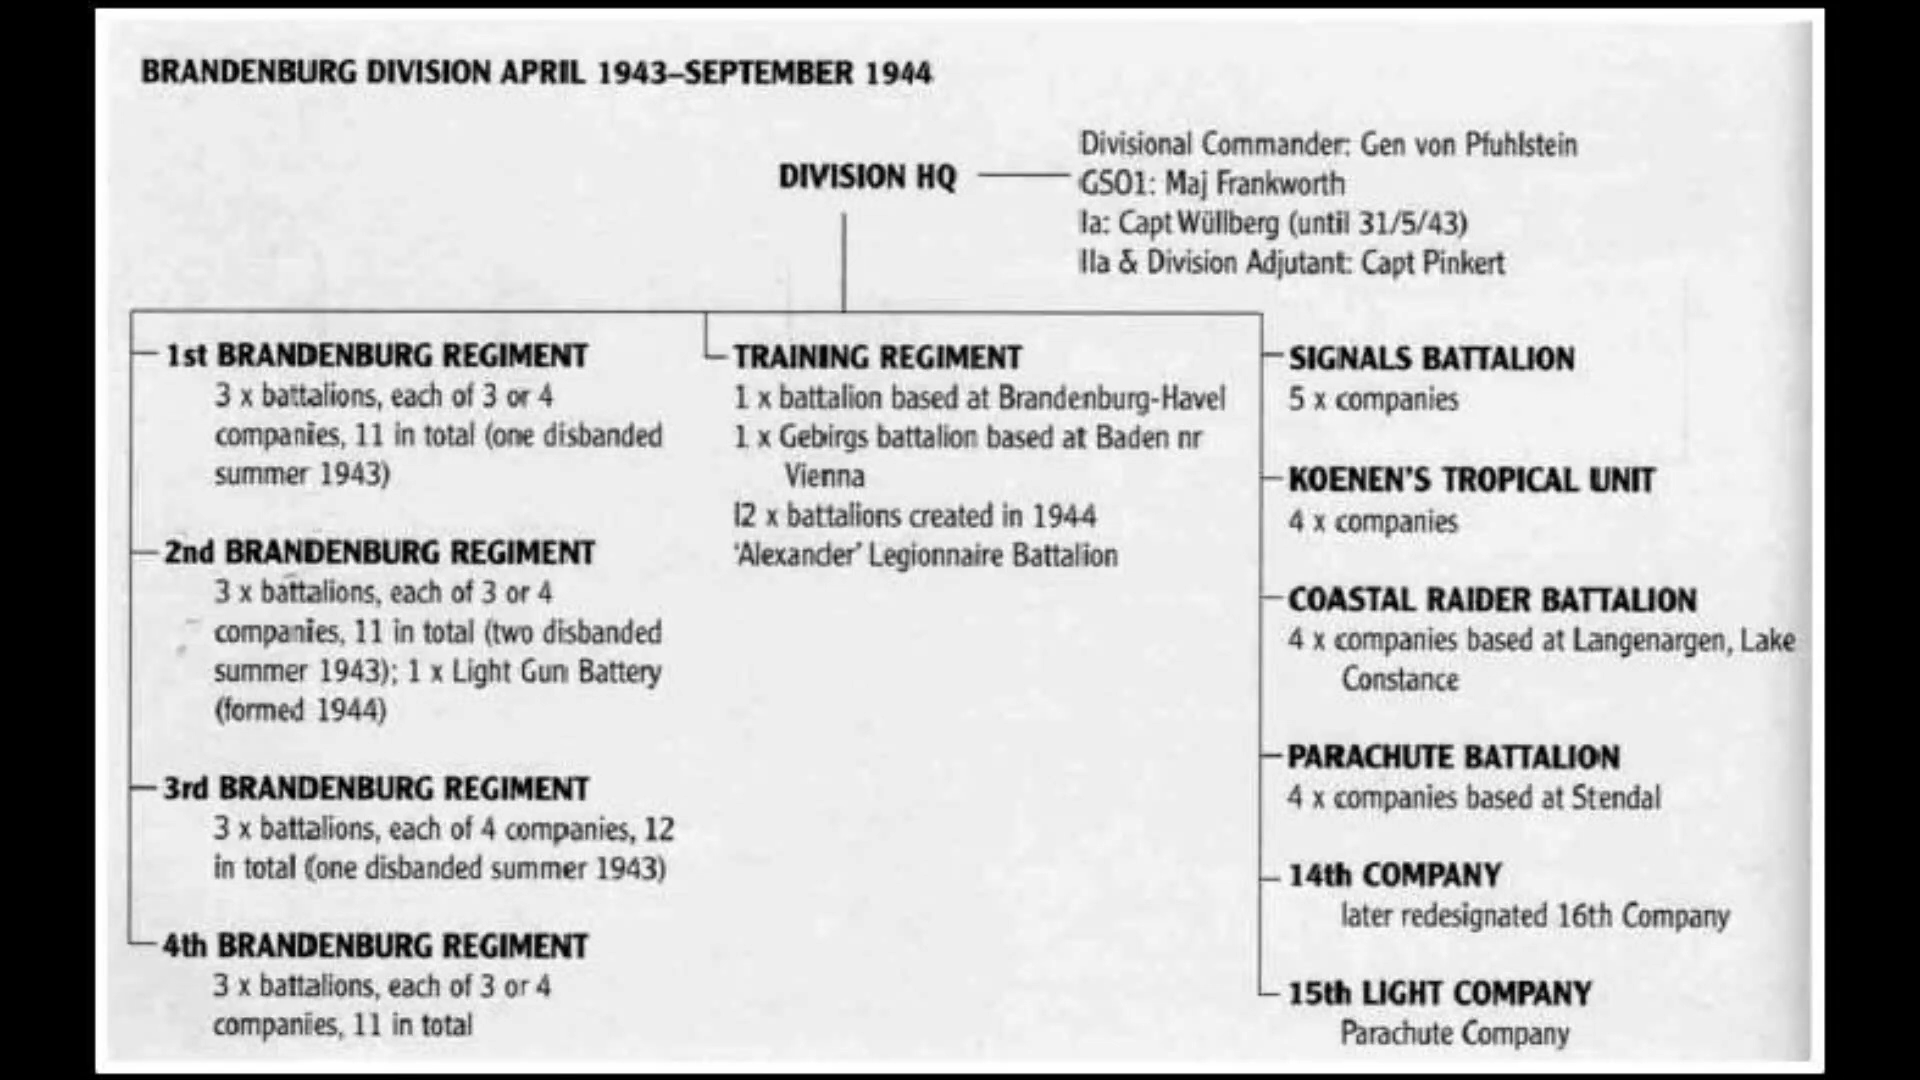 BRANDENBURG DIVISION APRIL 1943–SEPTEMBER 1944
DIVISION HQ
Divisional Commander: Gen von Pfuhlstein
GSO1: Maj Frankworth
Ia: Capt Wüllberg (until 31/5/43)
IIa & Division Adjutant: Capt Pinkert
1st BRANDENBURG REGIMENT
3 x battalions, each of 3 or 4
companies, 11 in total (one disbanded
summer 1943)
2nd BRANDENBURG REGIMENT
3 x battalions, each of 3 or 4
companies, 11 in total (two disbanded
summer 1943); 1 x Light Gun Battery
(formed 1944)
3rd BRANDENBURG REGIMENT
3 x battalions, each of 4 companies, 12
in total (one disbanded summer 1943)
4th BRANDENBURG REGIMENT
3 x battalions, each of 3 or 4
companies, 11 in total
TRAINING REGIMENT
1 x battalion based at Brandenburg-Havel
1 x Gebirgs battalion based at Baden nr
Vienna
I2 x battalions created in 1944
‘Alexander’ Legionnaire Battalion
SIGNALS BATTALION
5 x companies
KOENEN'S TROPICAL UNIT
4 x companies
COASTAL RAIDER BATTALION
4 x companies based at Langenargen, Lake
Constance
PARACHUTE BATTALION
4 x companies based at Stendal
14th COMPANY
later redesignated 16th Company
15th LIGHT COMPANY
Parachute Company